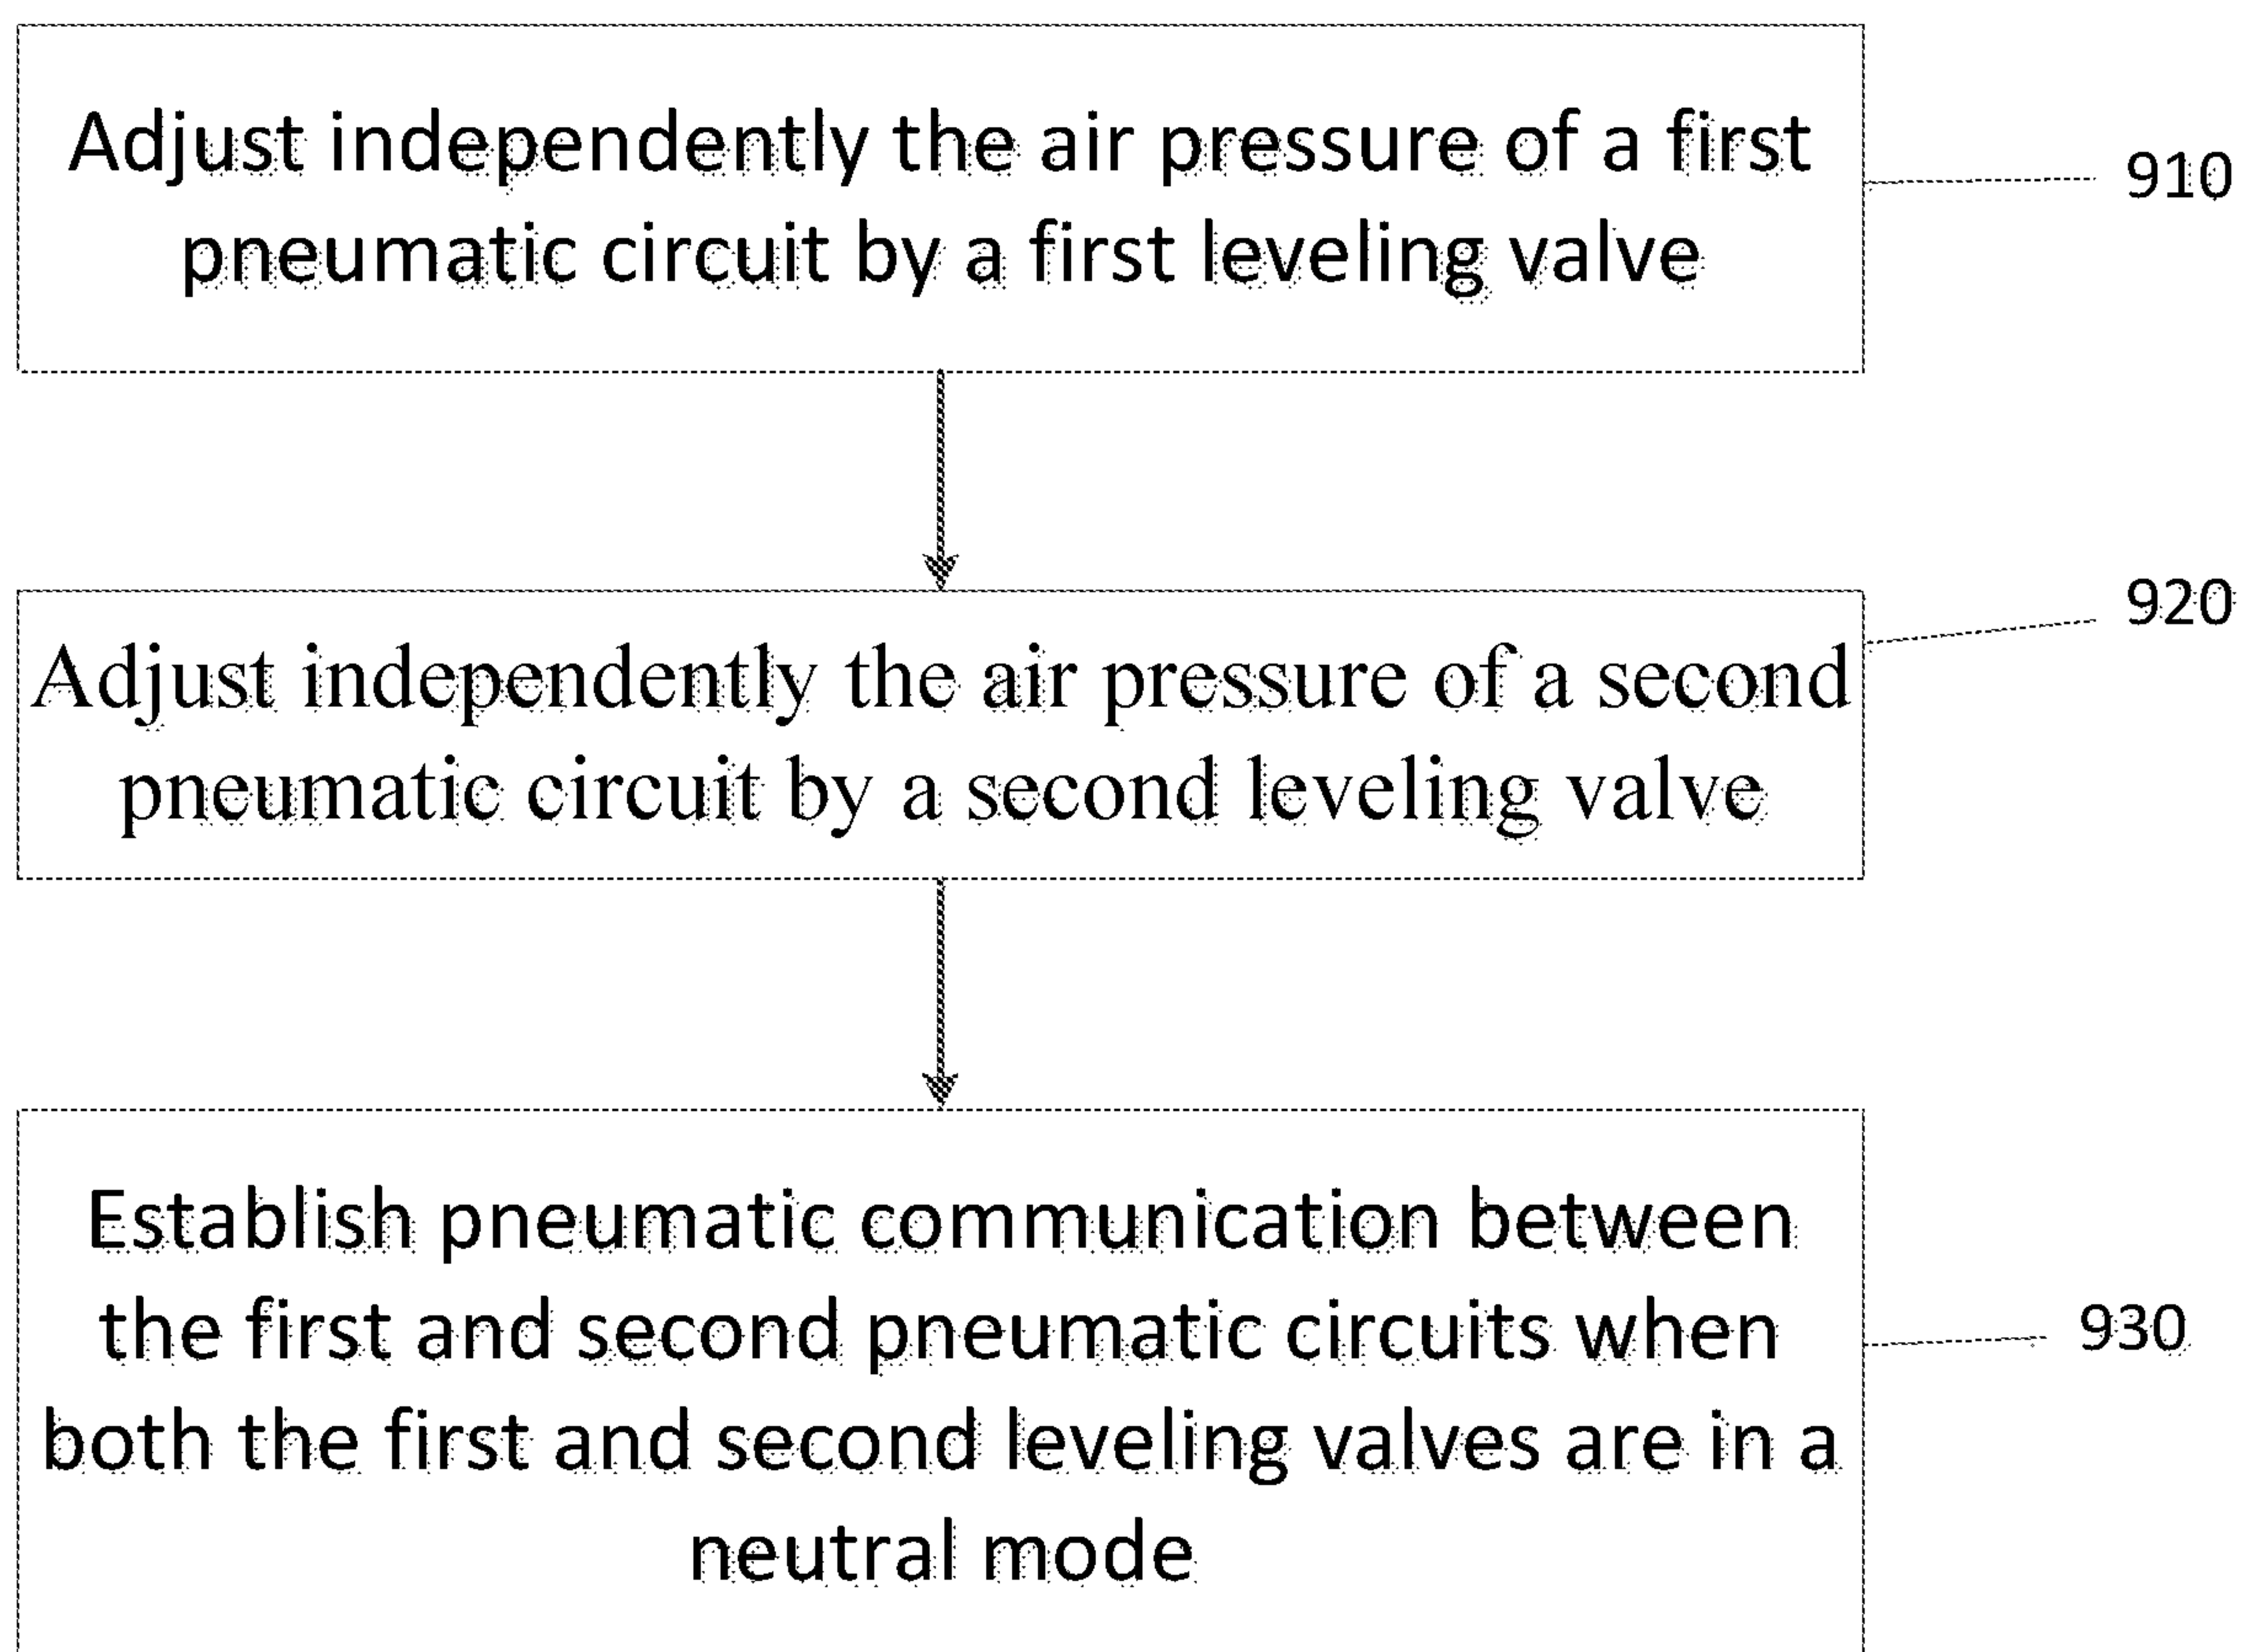 Adjust independently the air pressure of a first
pneumatic circuit by a first leveling valve
910
920
Adjust independently the air pressure of a second
pneumatic circuit by a second leveling valve
Establish pneumatic communication between
the first and second pneumatic circuits when
both the first and second leveling valves are in a
neutral mode
930